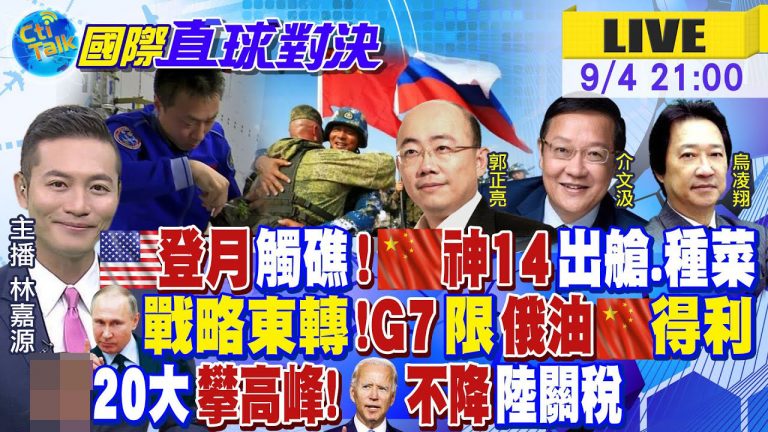 Cti Talk
國際直球對決
LIVE
9/4 21:00
主播 林嘉源
郭正亮
介文汲
烏凌翔
登月觸礁!神14出艙.種菜
戰略東轉!G7限俄油得利
20大攀高峰!不降陸關稅